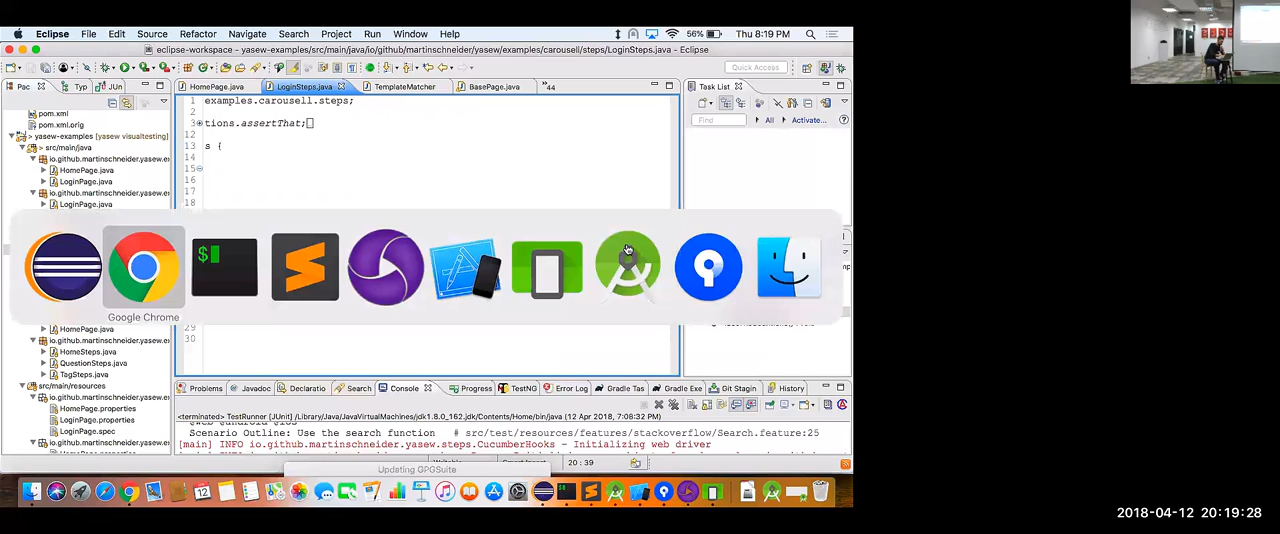 Eclipse File Edit Source Refactor Navigate Search Project Run Window Help 56% Thu 8:19 PM
eclipse-workspace - yasew-examples/src/main/java/io/github/martinschneider/yasew/examples/carousell/steps/LoginSteps.java - Eclipse
Quick Access
Pac Typ JUn
HomePage.java LoginSteps.java TemplateMatcher BasePage.java »44
Task List
pom.xml
pom.xml.orig
> yasew-examples [yasew visualtesting]
> src/main/java
io.github.martinschneider.yasew.e
HomePage.java
LoginPage.java
io.github.martinschneider.yasew.e
LoginPage.java
1 examples.carousell.steps;
2
3 tions.assertThat;
12
13 s {
14
15
16
17
18
Find All Activate...
$
Google Chrome
29
30
HomePage.java
io.github.martinschneider.yasew.e
HomeSteps.java
QuestionSteps.java
TagSteps.java
src/main/resources
io.github.martinschneider.yasew.e
HomePage.properties
LoginPage.properties
LoginPage.spec
io.github.martinschneider.yasew.e
Problems Javadoc Declaratio Search Console Progress TestNG Error Log Gradle Tas Gradle Exe Git Stagin History
<terminated> TestRunner [JUnit] /Library/Java/JavaVirtualMachines/jdk1.8.0_162.jdk/Contents/Home/bin/java (12 Apr 2018, 7:08:32 PM)
Scenario Outline: Use the search function # src/test/resources/features/stackoverflow/Search.feature:25
[main] INFO io.github.martinschneider.yasew.steps.CucumberHooks - Initializing web driver
20 : 39
Updating GPGSuite
12
2018-04-12 20:19:28